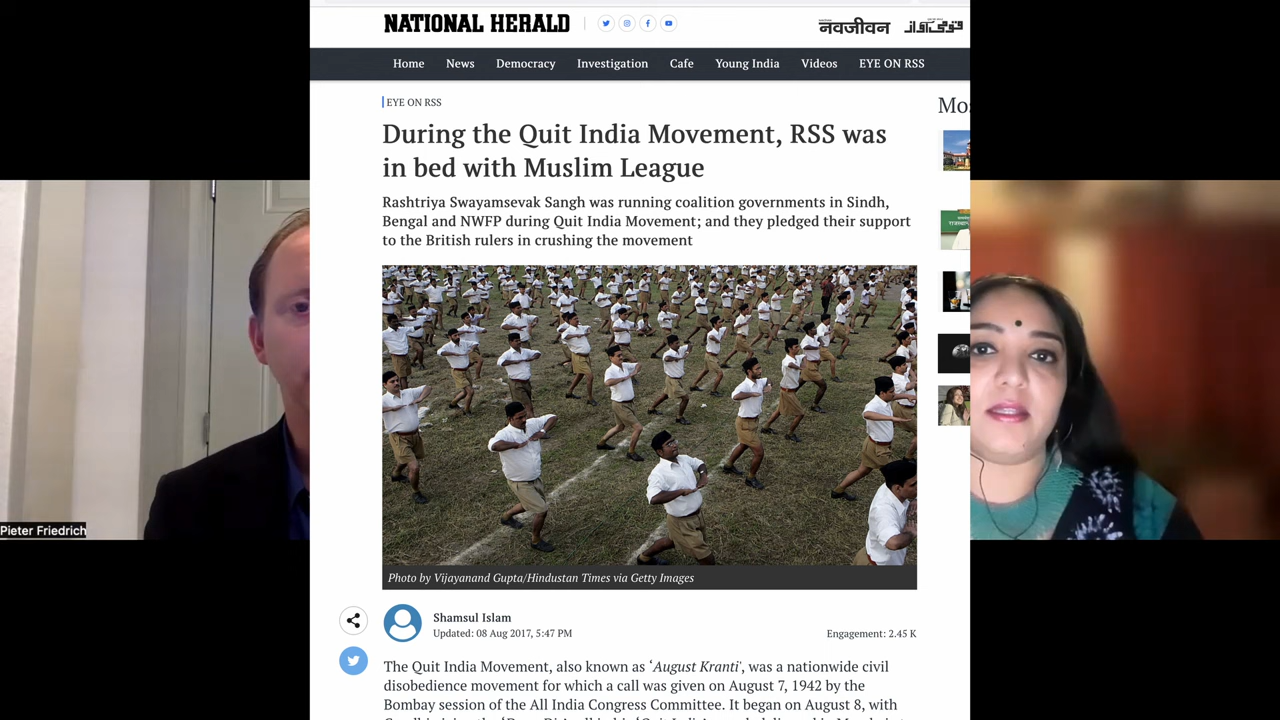 NATIONAL HERALD
नवजीवन
قومی آواز
Home News Democracy Investigation Cafe Young India Videos EYE ON RSS
EYE ON RSS
Mo
During the Quit India Movement, RSS was
in bed with Muslim League
Rashtriya Swayamsevak Sangh was running coalition governments in Sindh,
Bengal and NWFP during Quit India Movement; and they pledged their support
to the British rulers in crushing the movement
Pieter Friedrich
Photo by Vijayanand Gupta/Hindustan Times via Getty Images
Shamsul Islam
Updated: 08 Aug 2017, 5:47 PM
Engagement: 2.45 K
The Quit India Movement, also known as ‘August Kranti', was a nationwide civil
disobedience movement for which a call was given on August 7, 1942 by the
Bombay session of the All India Congress Committee. It began on August 8, with